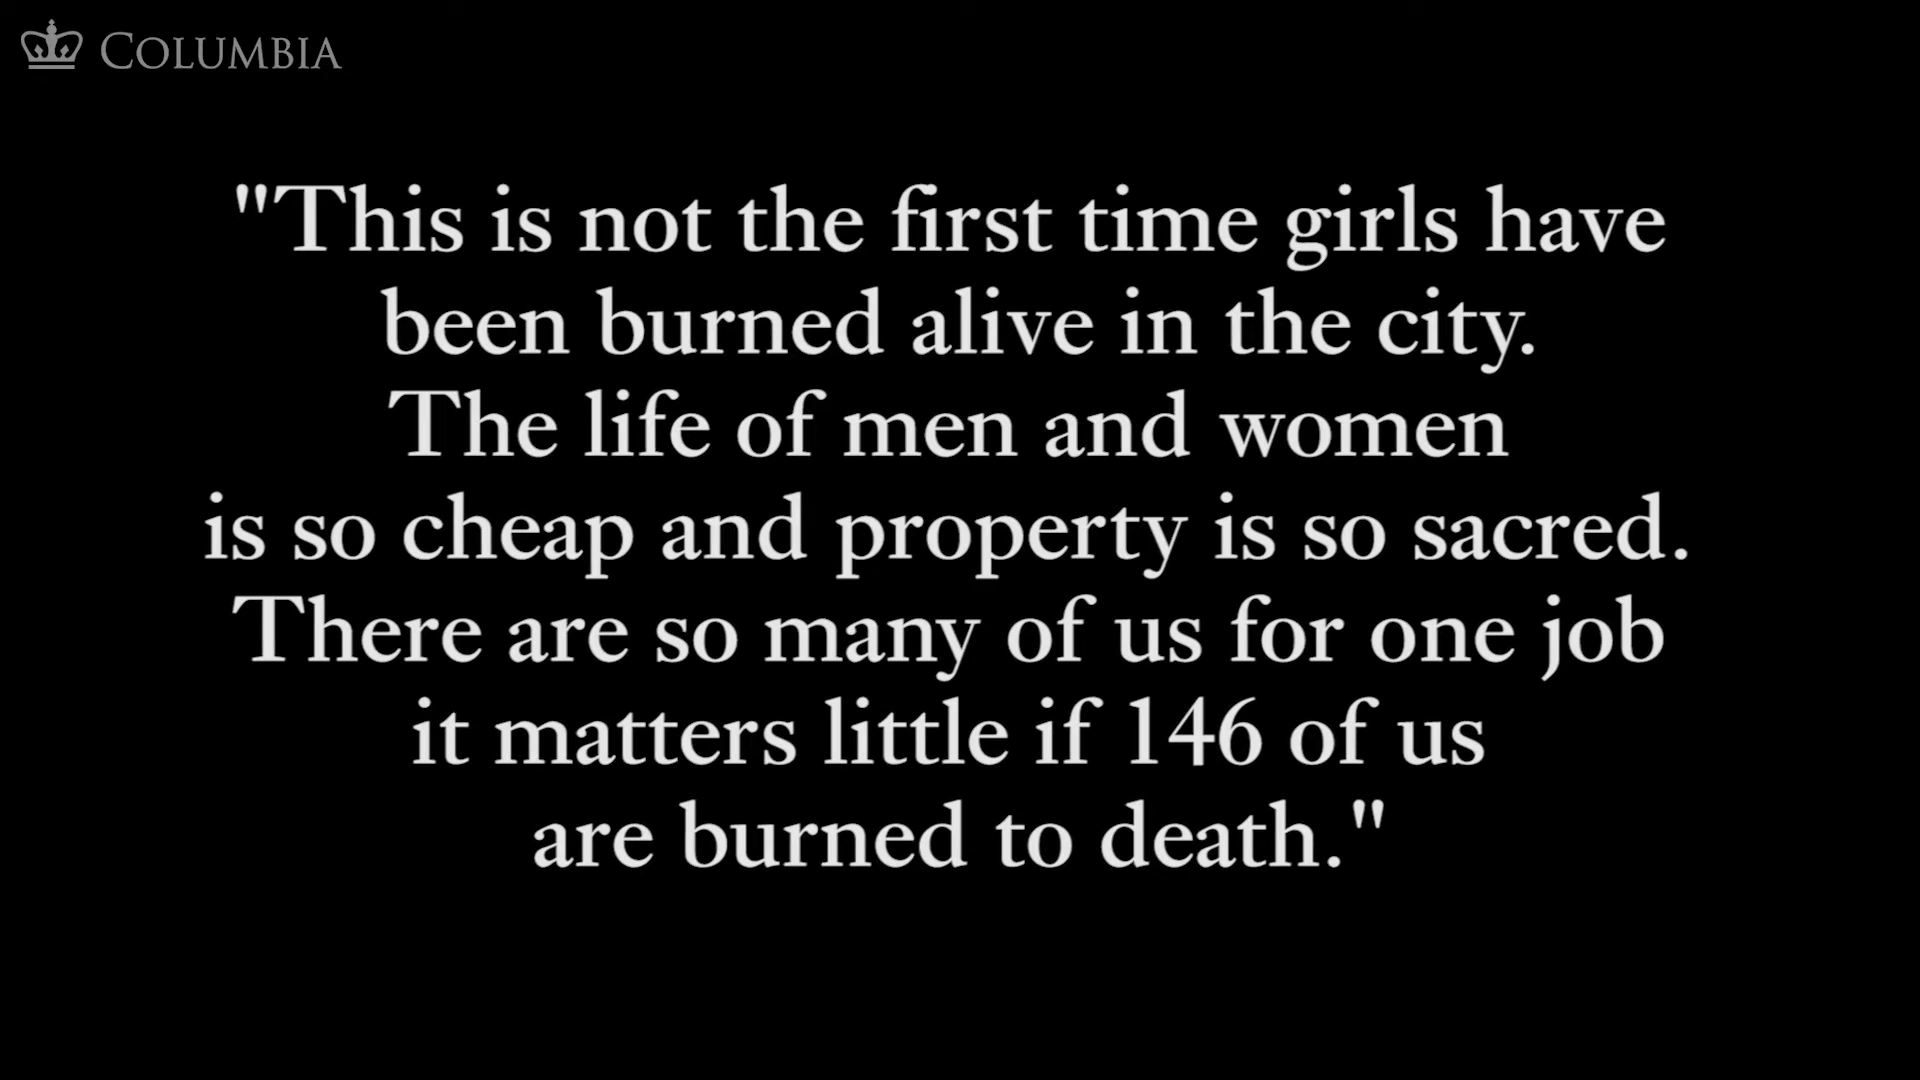 COLUMBIA
"This is not the first time girls have
been burned alive in the city.
The life of men and women
is so cheap and property is so sacred.
There are so many of us for one job
it matters little if 146 of us
are burned to death."